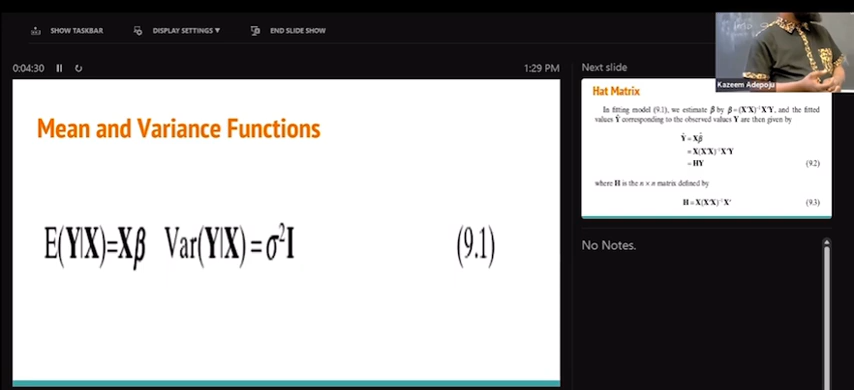 SHOW TASKBAR
DISPLAY SETTINGS ▼
END SLIDE SHOW
0:04:30
1:29 PM
Mean and Variance Functions
E(Y|X)=Xβ Var(Y|X)=σ²I (9.1)
Next slide
Kazeem Adepoju
Hat Matrix
In fitting model (9.1), we estimate β by β̂=(X′X)⁻¹X′Y, and the fitted
values Ŷ corresponding to the observed values Y are then given by
Ŷ = Xβ̂
= X(X′X)⁻¹X′Y
= HY (9.2)
where H is the n × n matrix defined by
H = X(X′X)⁻¹X′ (9.3)
No Notes.